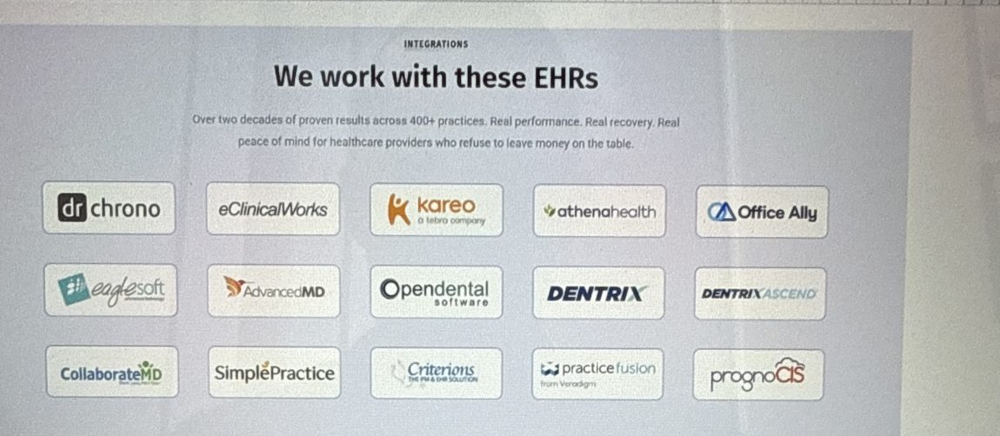 INTEGRATIONS
We work with these EHRs
Over two decades of proven results across 400+ practices. Real performance. Real recovery. Real
peace of mind for healthcare providers who refuse to leave money on the table.
dr chrono
eClinicalWorks
kareo
a tebra company
athenahealth
Office Ally
eaglesoft
AdvancedMD
Opendental
software
DENTRIX
DENTRIX ASCEND
CollaborateMD
SimplePractice
Criterions
THE PM & EHR SOLUTION
practice fusion
from Veradigm
prognoCIS